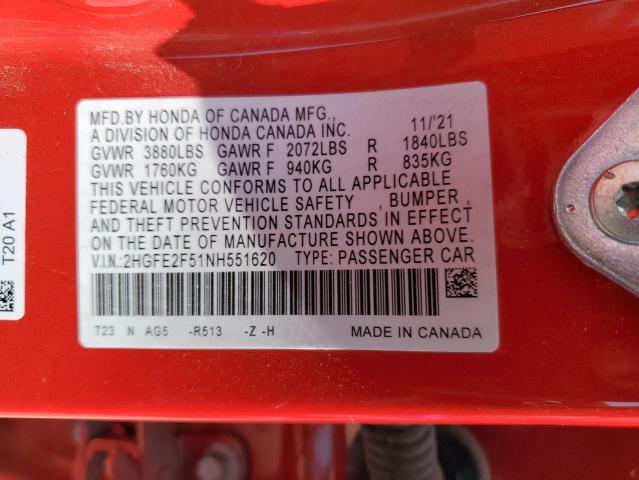 MFD.BY HONDA OF CANADA MFG.,
A DIVISION OF HONDA CANADA INC. 11/'21
GVWR 3880LBS GAWR F 2072LBS R 1840LBS
GVWR 1760KG GAWR F 940KG R 835KG
THIS VEHICLE CONFORMS TO ALL APPLICABLE
FEDERAL MOTOR VEHICLE SAFETY , BUMPER ,
AND THEFT PREVENTION STANDARDS IN EFFECT
ON THE DATE OF MANUFACTURE SHOWN ABOVE.
V.I.N:2HGFE2F51NH551620 TYPE: PASSENGER CAR
T23 N AG5 -R513 -Z -H MADE IN CANADA
T20 A1